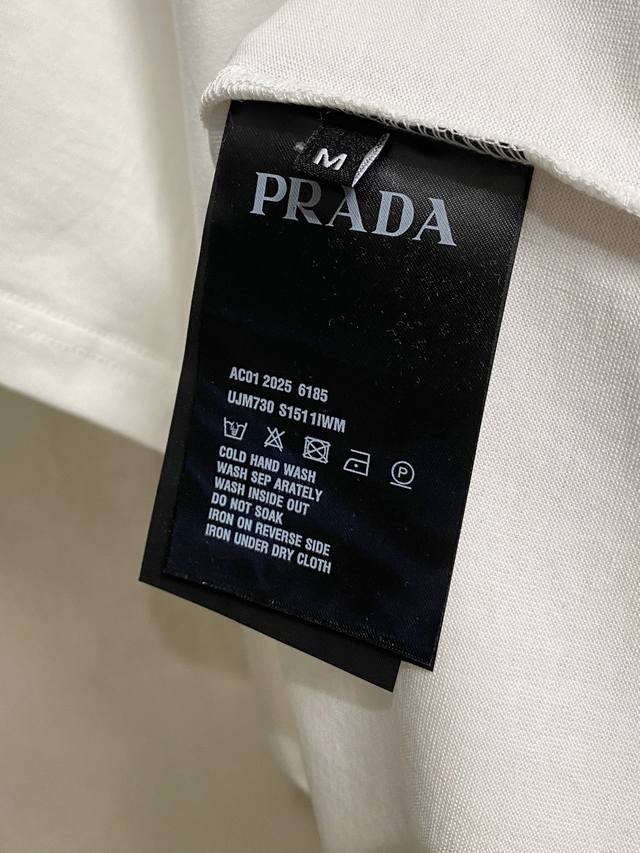 M
PRADA
AC01 2025 6185
UJM730 S1511IWM
P
COLD HAND WASH
WASH SEP ARATELY
WASH INSIDE OUT
DO NOT SOAK
IRON ON REVERSE SIDE
IRON UNDER DRY CLOTH